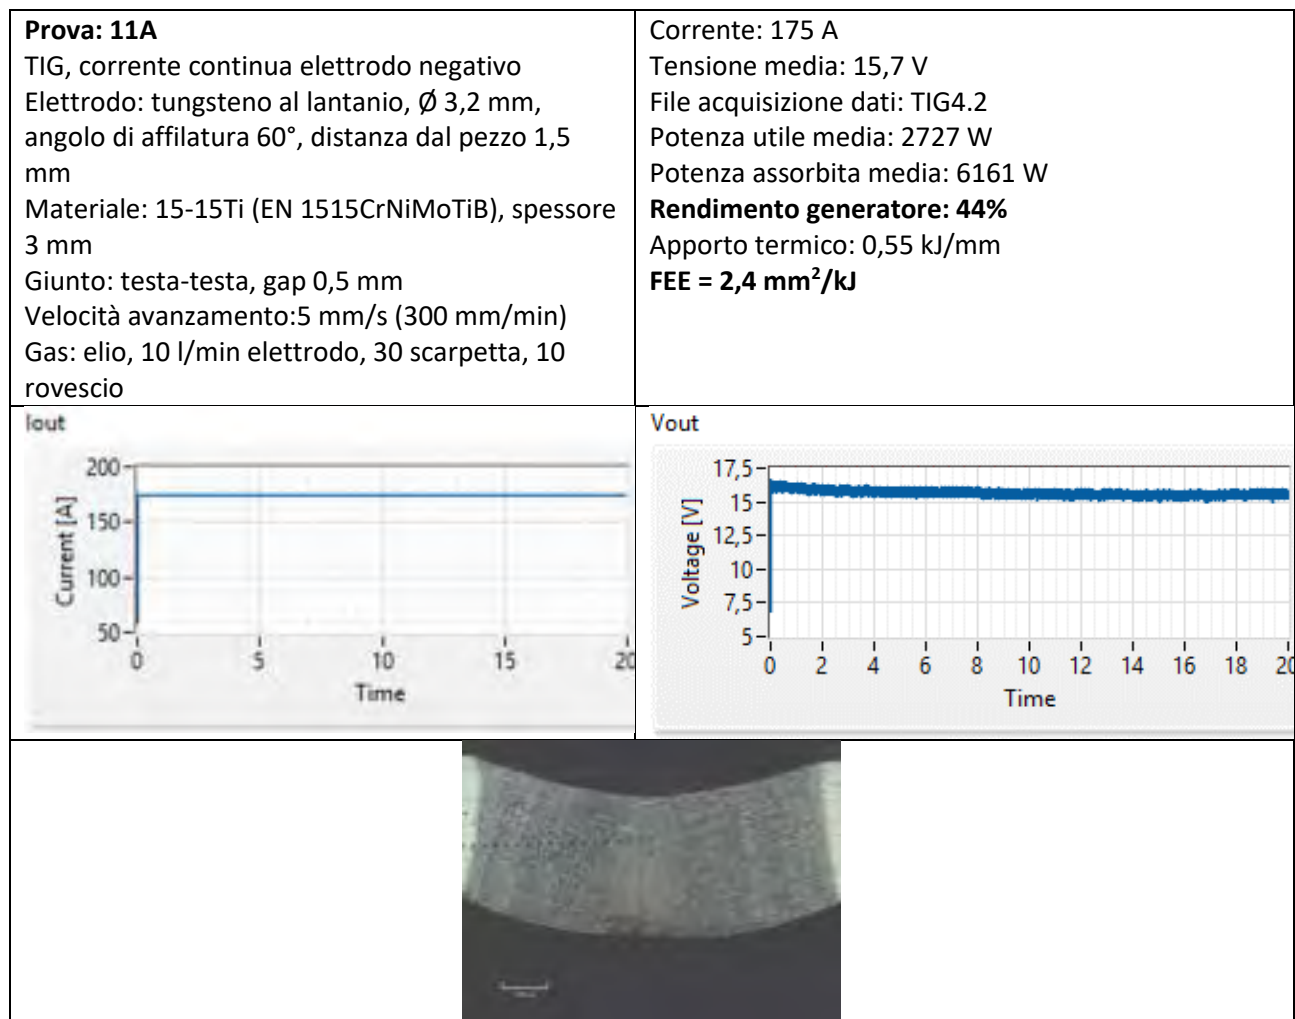 Prova: 11A
TIG, corrente continua elettrodo negativo
Elettrodo: tungsteno al lantanio, Ø 3,2 mm,
angolo di affilatura 60°, distanza dal pezzo 1,5
mm
Materiale: 15-15Ti (EN 1515CrNiMoTiB), spessore
3 mm
Giunto: testa-testa, gap 0,5 mm
Velocità avanzamento:5 mm/s (300 mm/min)
Gas: elio, 10 l/min elettrodo, 30 scarpetta, 10
rovescio
Corrente: 175 A
Tensione media: 15,7 V
File acquisizione dati: TIG4.2
Potenza utile media: 2727 W
Potenza assorbita media: 6161 W
Rendimento generatore: 44%
Apporto termico: 0,55 kJ/mm
FEE = 2,4 mm²/kJ
Iout
Current [A]
200
150
100
50
0 5 10 15 20
Time
Vout
Voltage [V]
17,5
15
12,5
10
7,5
5
0 2 4 6 8 10 12 14 16 18 20
Time